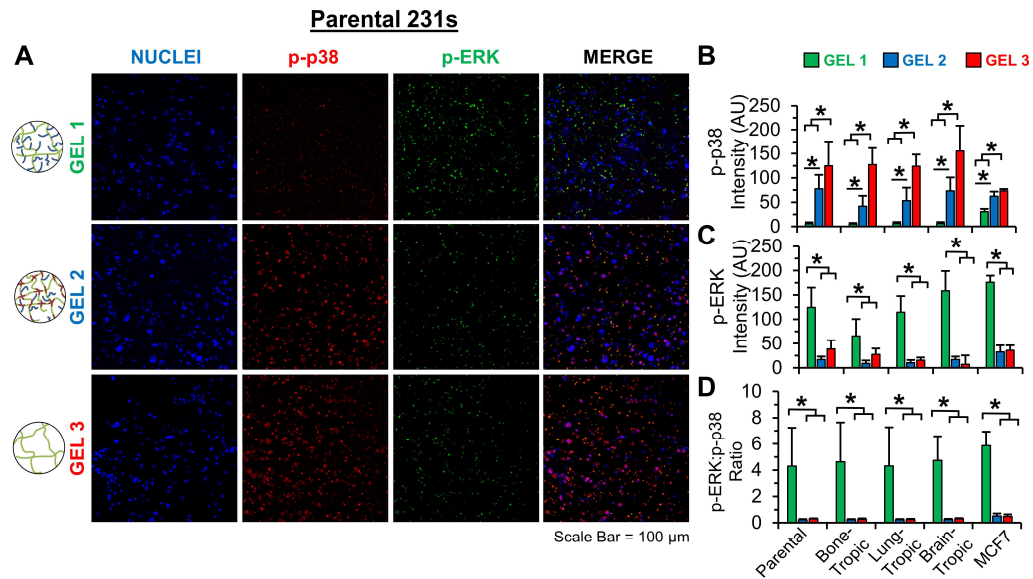 Parental 231s
A
NUCLEI
p-p38
p-ERK
MERGE
GEL 1
GEL 2
GEL 3
Scale Bar = 100 µm
B
GEL 1
GEL 2
GEL 3
p-p38
Intensity (AU)
250
200
150
100
50
0
* * * * * * * * * *
C
p-ERK
Intensity (AU)
250
200
150
100
50
0
* * * * *
D
p-ERK:p-p38
Ratio
10
8
6
4
2
0
* * * * *
Parental
Bone-
Tropic
Lung-
Tropic
Brain-
Tropic
MCF7